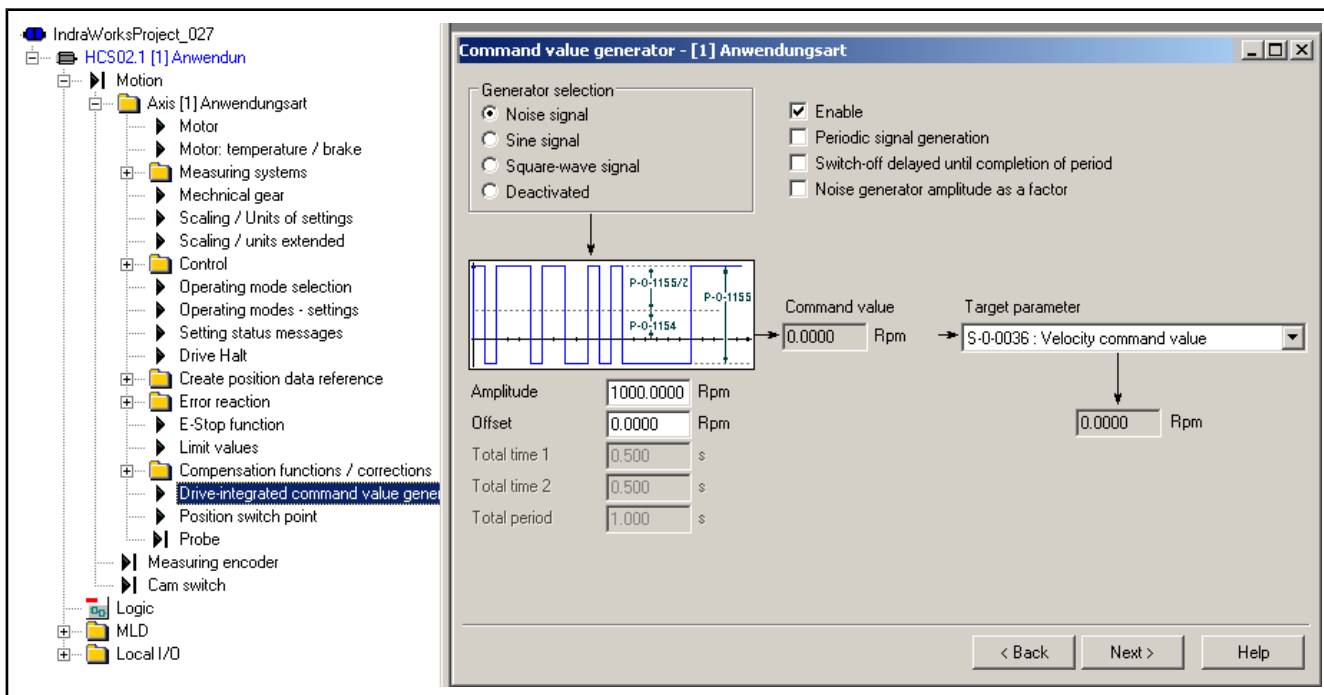 IndraWorksProject_027
HCS02.1 [1] Anwendun
Motion
Axis [1] Anwendungsart
Motor
Motor: temperature / brake
Measuring systems
Mechnical gear
Scaling / Units of settings
Scaling / units extended
Control
Operating mode selection
Operating modes - settings
Setting status messages
Drive Halt
Create position data reference
Error reaction
E-Stop function
Limit values
Compensation functions / corrections
Drive-integrated command value gener
Position switch point
Probe
Measuring encoder
Cam switch
Logic
MLD
Local I/O
Command value generator - [1] Anwendungsart
Generator selection
Noise signal
Sine signal
Square-wave signal
Deactivated
Enable
Periodic signal generation
Switch-off delayed until completion of period
Noise generator amplitude as a factor
P-0-1155/2
P-0-1155
P-0-1154
Command value
0.0000 Rpm
Target parameter
S-0-0036 : Velocity command value
0.0000 Rpm
Amplitude 1000.0000 Rpm
Offset 0.0000 Rpm
Total time 1 0.500 s
Total time 2 0.500 s
Total period 1.000 s
< Back Next > Help